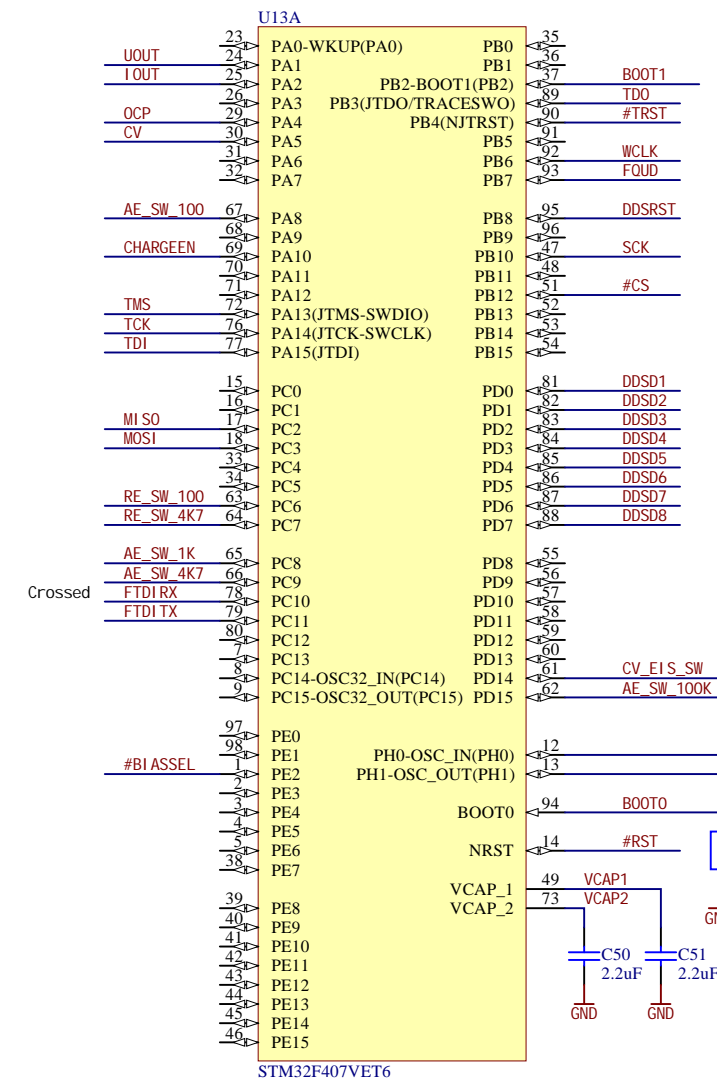 U13A
23 PA0-WKUP(PA0) PB0 35
UOUT 24 PA1 PB1 36
IOUT 25 PA2 PB2-BOOT1(PB2) 37 BOOT1
26 PA3 PB3(JTDO/TRACESWO) 89 TDO
OCP 29 PA4 PB4(NJTRST) 90 #TRST
CV 30 PA5 PB5 91
31 PA6 PB6 92 WCLK
32 PA7 PB7 93 FQUD
AE_SW_100 67 PA8 PB8 95 DDSRST
68 PA9 PB9 96
CHARGEEN 69 PA10 PB10 47 SCK
70 PA11 PB11 48
71 PA12 PB12 51 #CS
TMS 72 PA13(JTMS-SWDIO) PB13 52
TCK 76 PA14(JTCK-SWCLK) PB14 53
TDI 77 PA15(JTDI) PB15 54
15 PC0 PD0 81 DDSD1
16 PC1 PD1 82 DDSD2
MISO 17 PC2 PD2 83 DDSD3
MOSI 18 PC3 PD3 84 DDSD4
33 PC4 PD4 85 DDSD5
34 PC5 PD5 86 DDSD6
RE_SW_100 63 PC6 PD6 87 DDSD7
RE_SW_4K7 64 PC7 PD7 88 DDSD8
AE_SW_1K 65 PC8 PD8 55
AE_SW_4K7 66 PC9 PD9 56
Crossed FTDIRX 78 PC10 PD10 57
FTDITX 79 PC11 PD11 58
80 PC12 PD12 59
7 PC13 PD13 60
8 PC14-OSC32_IN(PC14) PD14 61 CV_EIS_SW
9 PC15-OSC32_OUT(PC15) PD15 62 AE_SW_100K
97 PE0
98 PE1 PH0-OSC_IN(PH0) 12
#BIASSEL 1 PE2 PH1-OSC_OUT(PH1) 13
2 PE3
3 PE4 BOOT0 94 BOOT0
4 PE5
5 PE6 NRST 14 #RST
38 PE7
VCAP_1 49 VCAP1
39 PE8 VCAP_2 73 VCAP2
40 PE9
41 PE10
42 PE11 C50 C51
43 PE12 2.2uF 2.2uF
44 PE13
45 PE14 GND GND
46 PE15
STM32F407VET6